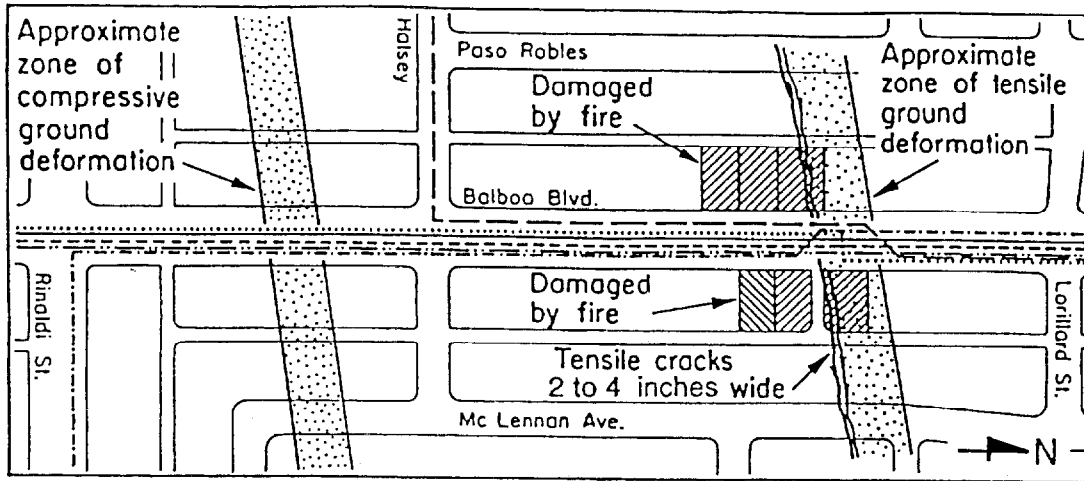 Approximate
zone of
compressive
ground
deformation
Halsey
Paso Robles
Damaged
by fire
Approximate
zone of tensile
ground
deformation
Balboa Blvd.
Rinaldi St.
Damaged
by fire
Tensile cracks
2 to 4 inches wide
Lorillard St.
Mc Lennan Ave.
N